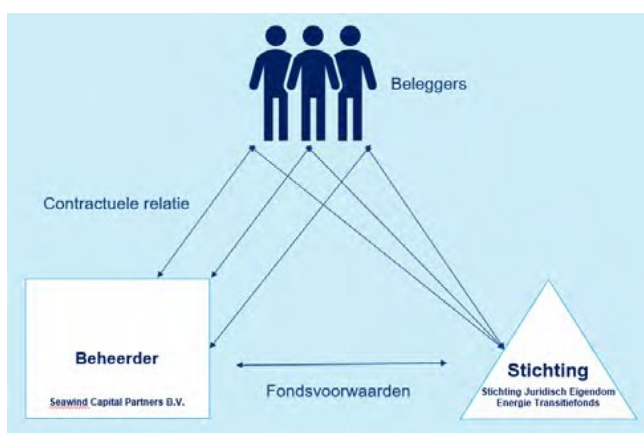 Beleggers
Contractuele relatie
Beheerder
Seawind Capital Partners B.V.
Fondsvoorwaarden
Stichting
Stichting Juridisch Eigendom
Energie Transitiefonds